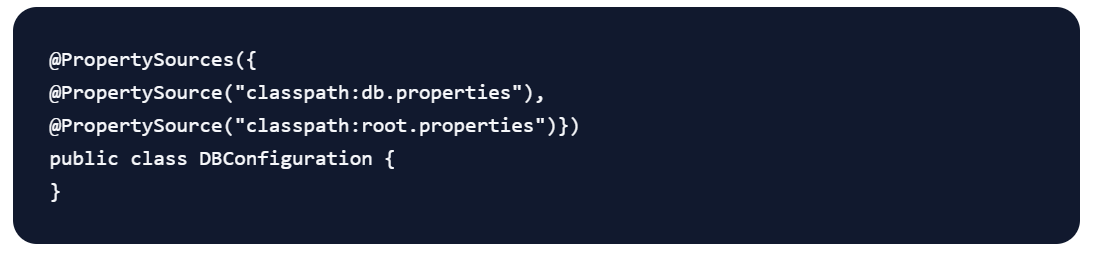 @PropertySources({
@PropertySource("classpath:db.properties"),
@PropertySource("classpath:root.properties")})
public class DBConfiguration {
}